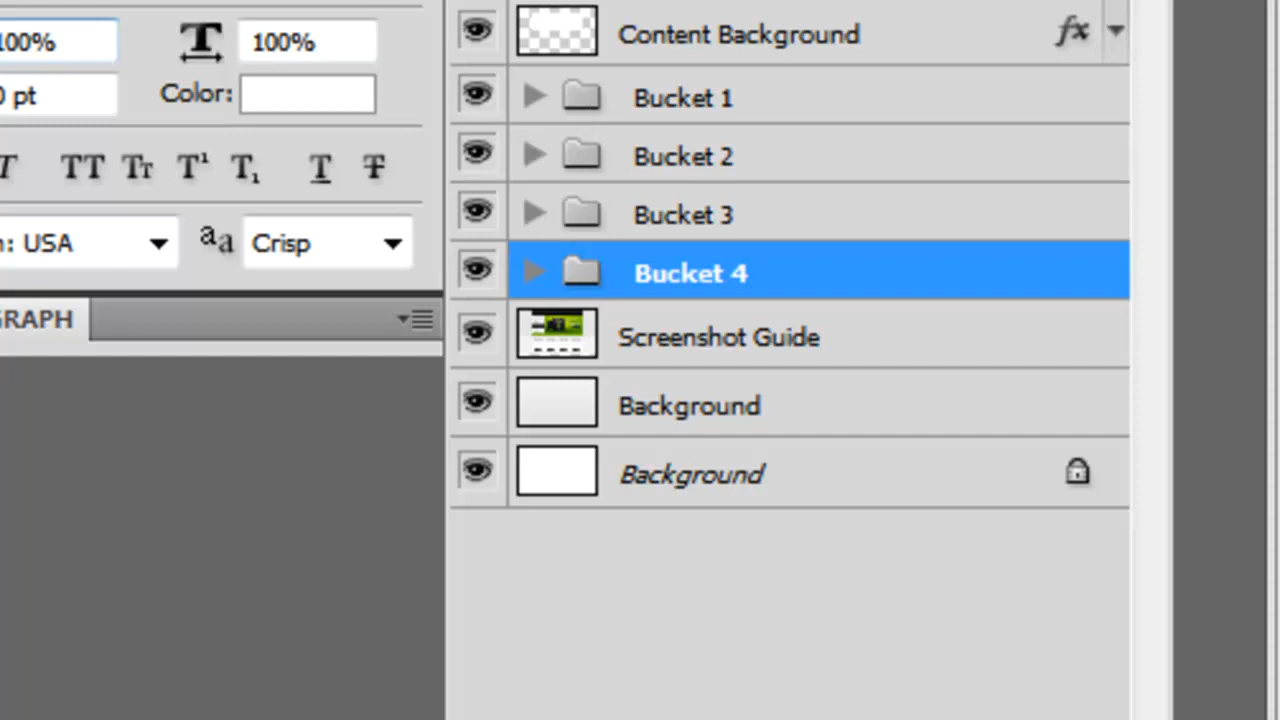 100%
100%
Content Background
fx
Bucket 1
0 pt
Color:
Bucket 2
T TT Tr T¹ T₁ T T
Bucket 3
: USA
aa
Crisp
Bucket 4
GRAPH
Screenshot Guide
Background
Background